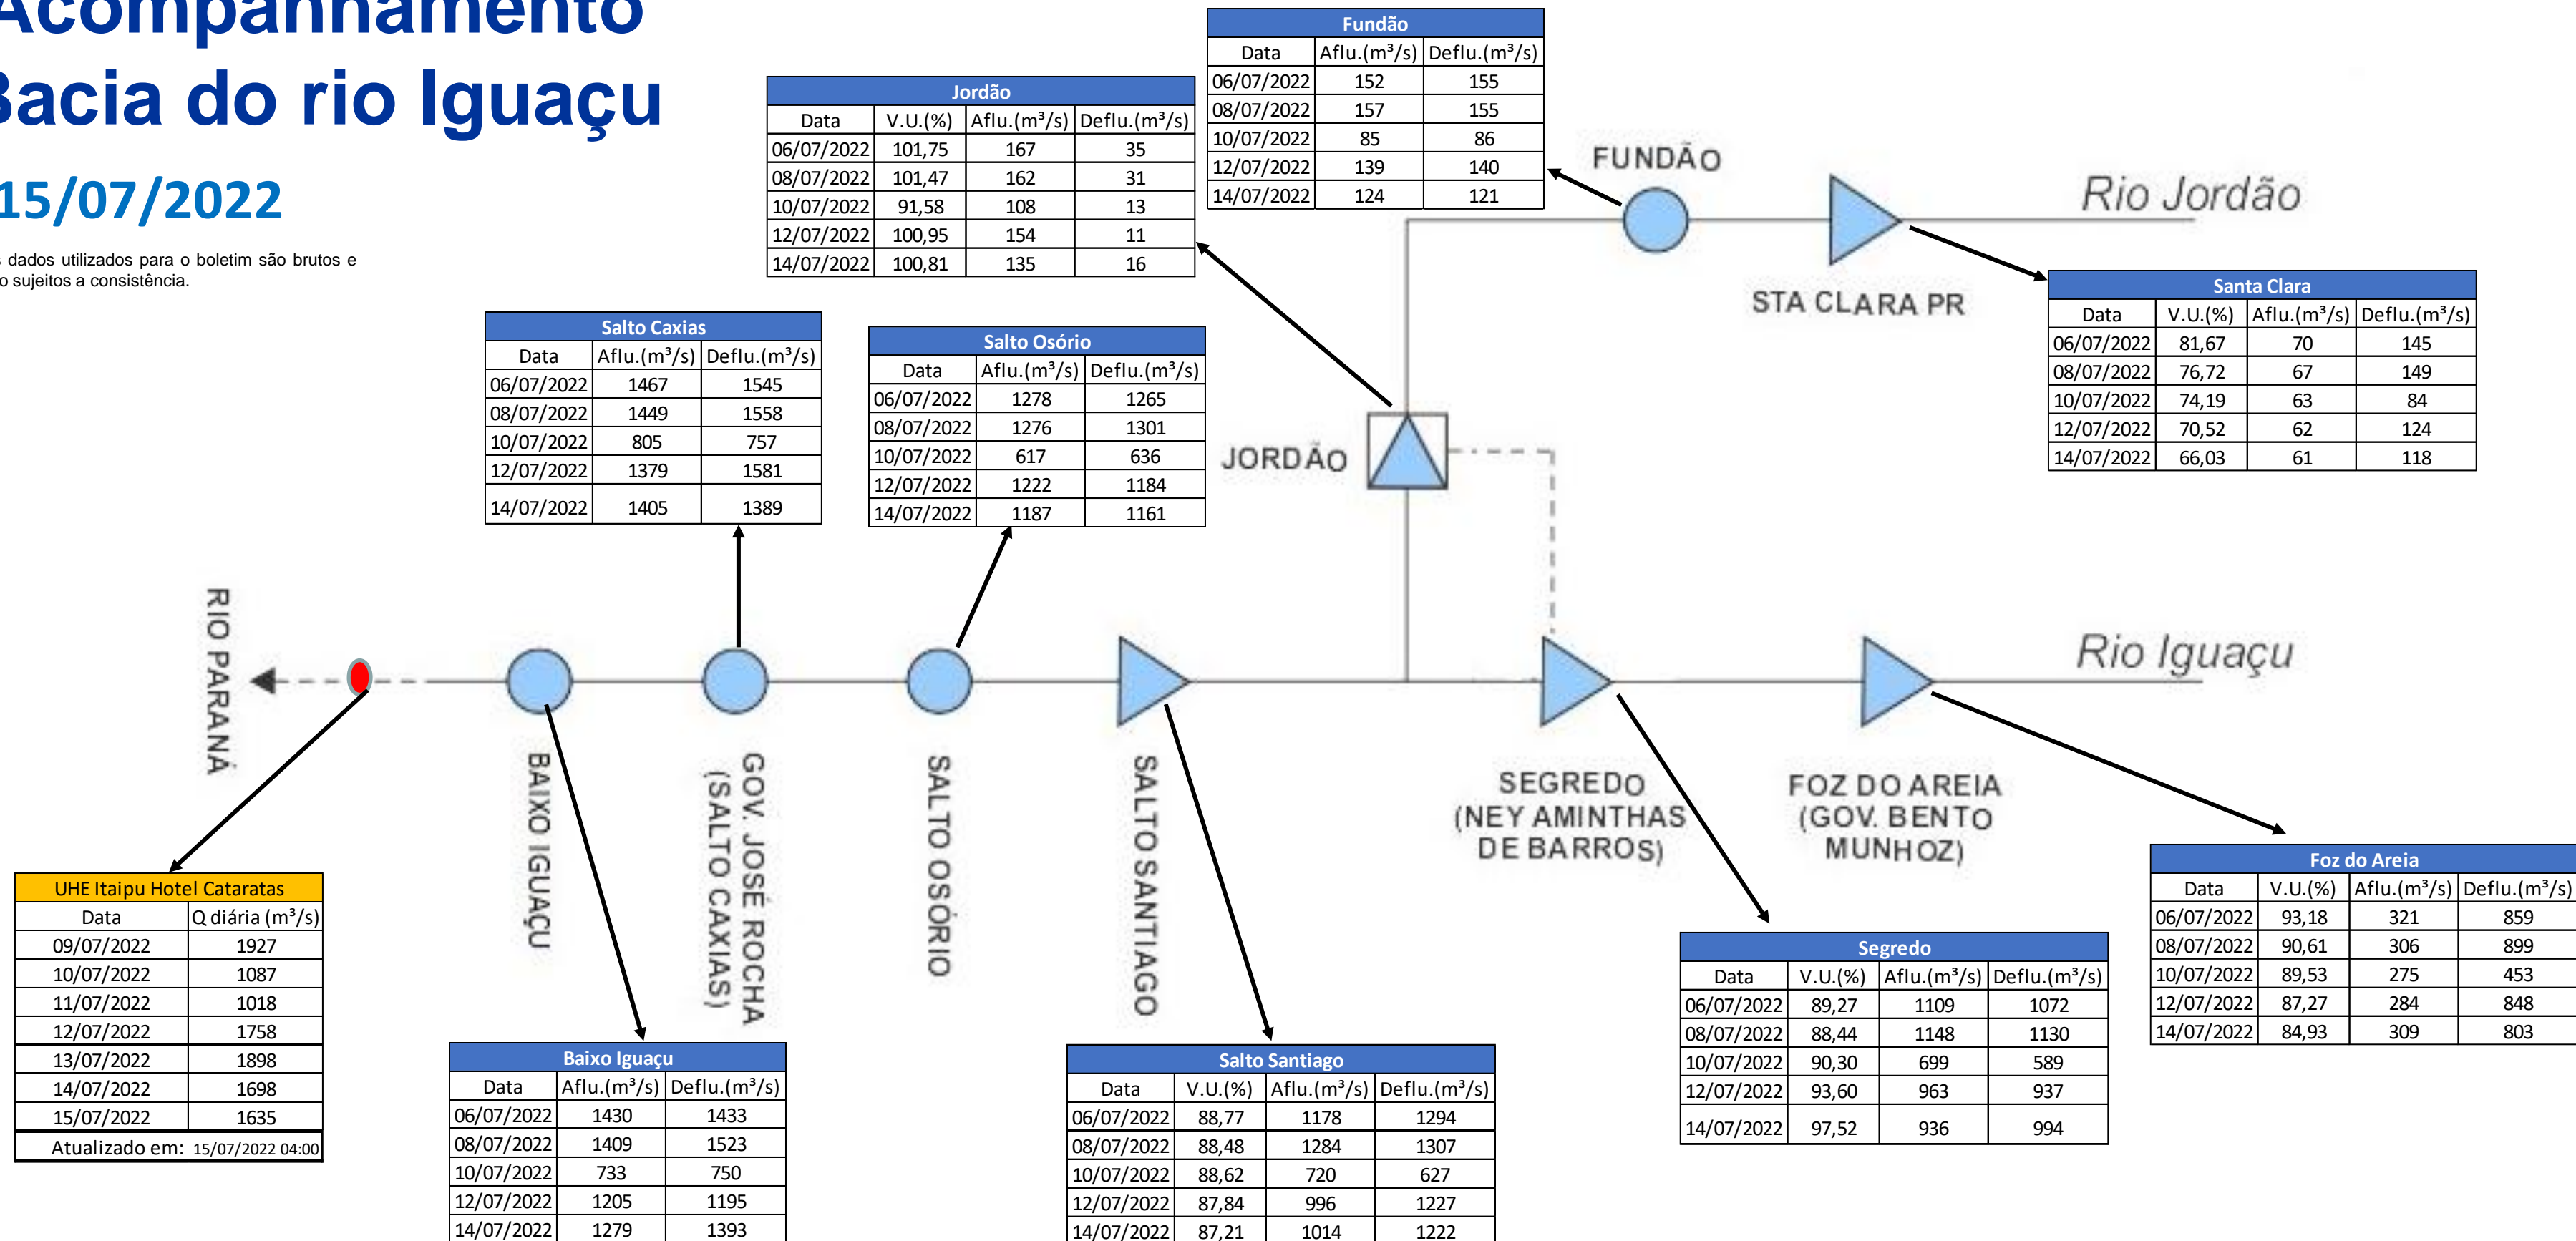 Acompanhamento
Bacia do rio Iguaçu
15/07/2022
dados utilizados para o boletim são brutos e
sujeitos a consistência.
Fundão
Data Aflu.(m³/s) Deflu.(m³/s)
06/07/2022 152 155
08/07/2022 157 155
10/07/2022 85 86
12/07/2022 139 140
14/07/2022 124 121
Jordão
Data V.U.(%) Aflu.(m³/s) Deflu.(m³/s)
06/07/2022 101,75 167 35
08/07/2022 101,47 162 31
10/07/2022 91,58 108 13
12/07/2022 100,95 154 11
14/07/2022 100,81 135 16
FUNDÃO
Rio Jordão
STA CLARA PR
Santa Clara
Data V.U.(%) Aflu.(m³/s) Deflu.(m³/s)
06/07/2022 81,67 70 145
08/07/2022 76,72 67 149
10/07/2022 74,19 63 84
12/07/2022 70,52 62 124
14/07/2022 66,03 61 118
Salto Caxias
Data Aflu.(m³/s) Deflu.(m³/s)
06/07/2022 1467 1545
08/07/2022 1449 1558
10/07/2022 805 757
12/07/2022 1379 1581
14/07/2022 1405 1389
Salto Osório
Data Aflu.(m³/s) Deflu.(m³/s)
06/07/2022 1278 1265
08/07/2022 1276 1301
10/07/2022 617 636
12/07/2022 1222 1184
14/07/2022 1187 1161
JORDÃO
RIO PARANÁ
Rio Iguaçu
BAIXO IGUAÇU
GOV. JOSÉ ROCHA
(SALTO CAXIAS)
SALTO OSÓRIO
SALTO SANTIAGO
SEGREDO
(NEY AMINTHAS
DE BARROS)
FOZ DO AREIA
(GOV. BENTO
MUNHOZ)
UHE Itaipu Hotel Cataratas
Data Q diária (m³/s)
09/07/2022 1927
10/07/2022 1087
11/07/2022 1018
12/07/2022 1758
13/07/2022 1898
14/07/2022 1698
15/07/2022 1635
Atualizado em: 15/07/2022 04:00
Baixo Iguaçu
Data Aflu.(m³/s) Deflu.(m³/s)
06/07/2022 1430 1433
08/07/2022 1409 1523
10/07/2022 733 750
12/07/2022 1205 1195
14/07/2022 1279 1393
Salto Santiago
Data V.U.(%) Aflu.(m³/s) Deflu.(m³/s)
06/07/2022 88,77 1178 1294
08/07/2022 88,48 1284 1307
10/07/2022 88,62 720 627
12/07/2022 87,84 996 1227
14/07/2022 87,21 1014 1222
Segredo
Data V.U.(%) Aflu.(m³/s) Deflu.(m³/s)
06/07/2022 89,27 1109 1072
08/07/2022 88,44 1148 1130
10/07/2022 90,30 699 589
12/07/2022 93,60 963 937
14/07/2022 97,52 936 994
Foz do Areia
Data V.U.(%) Aflu.(m³/s) Deflu.(m³/s)
06/07/2022 93,18 321 859
08/07/2022 90,61 306 899
10/07/2022 89,53 275 453
12/07/2022 87,27 284 848
14/07/2022 84,93 309 803